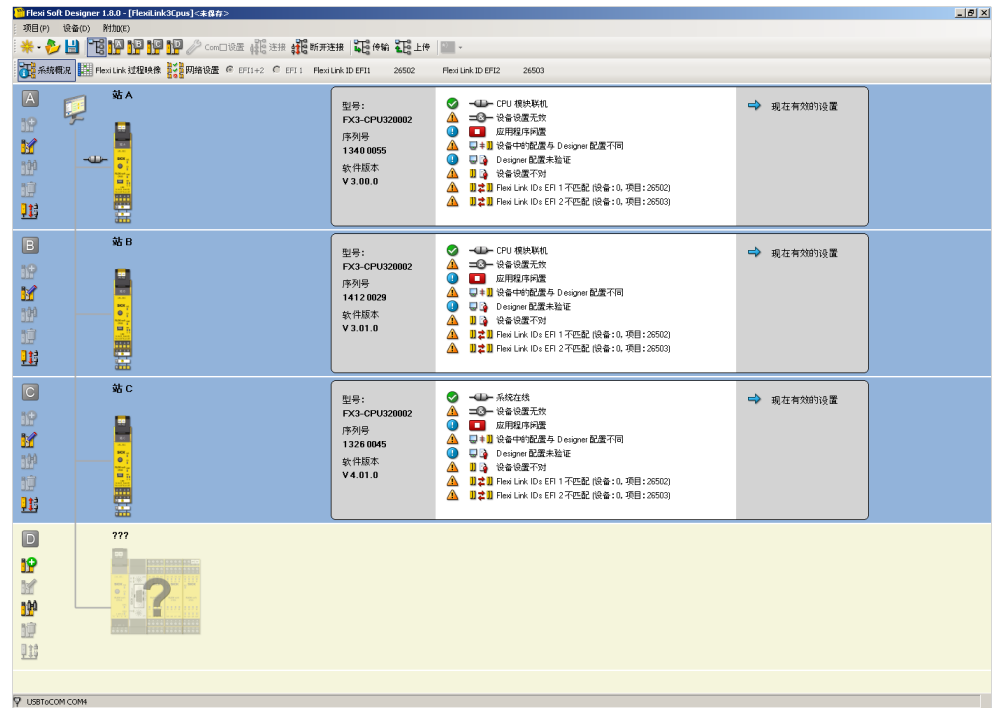 Flexi Soft Designer 1.8.0 - [FlexiLink3Cpus]<未保存>
项目(P) 设备(D) 附加(E)
A B C D Com口设置 连接 断开连接 传输 上传
系统概况 Flexi Link 过程映像 网络设置 EFI1+2 EFI 1 Flexi Link ID EFI1 26502 Flexi Link ID EFI2 26503
A
站 A
型号:
FX3-CPU320002
序列号
1340 0055
软件版本
V 3.00.0
CPU 模块联机
设备设置无效
应用程序闲置
设备中的配置与 Designer 配置不同
Designer 配置未验证
设备设置不对
Flexi Link IDs EFI 1 不匹配 (设备: 0, 项目: 26502)
Flexi Link IDs EFI 2 不匹配 (设备: 0, 项目: 26503)
现在有效的设置
B
站 B
型号:
FX3-CPU320002
序列号
1412 0029
软件版本
V 3.01.0
CPU 模块联机
设备设置无效
应用程序闲置
设备中的配置与 Designer 配置不同
Designer 配置未验证
设备设置不对
Flexi Link IDs EFI 1 不匹配 (设备: 0, 项目: 26502)
Flexi Link IDs EFI 2 不匹配 (设备: 0, 项目: 26503)
现在有效的设置
C
站 C
型号:
FX3-CPU320002
序列号
1326 0045
软件版本
V 4.01.0
系统在线
设备设置无效
应用程序闲置
设备中的配置与 Designer 配置不同
Designer 配置未验证
设备设置不对
Flexi Link IDs EFI 1 不匹配 (设备: 0, 项目: 26502)
Flexi Link IDs EFI 2 不匹配 (设备: 0, 项目: 26503)
现在有效的设置
D
???
?
USBToCOM COM4